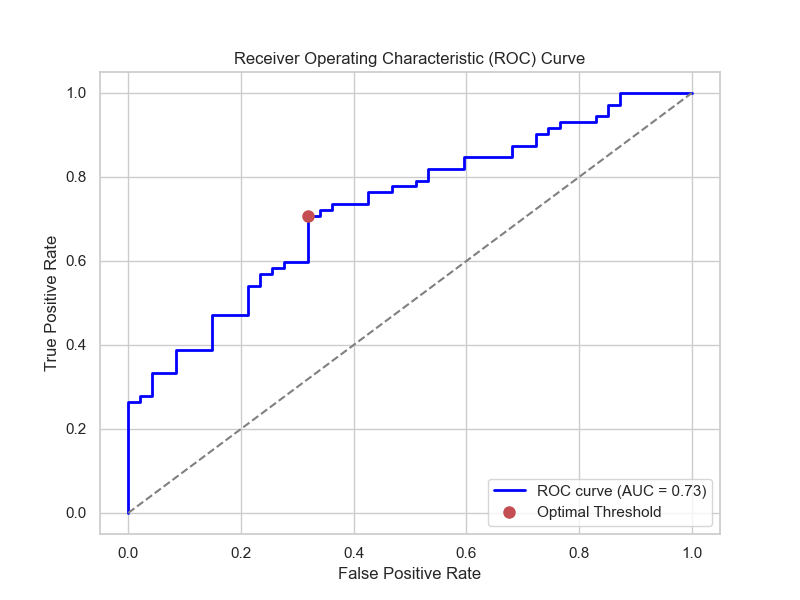 Receiver Operating Characteristic (ROC) Curve
True Positive Rate
1.0
0.8
0.6
0.4
0.2
0.0
0.0 0.2 0.4 0.6 0.8 1.0
False Positive Rate
ROC curve (AUC = 0.73)
Optimal Threshold